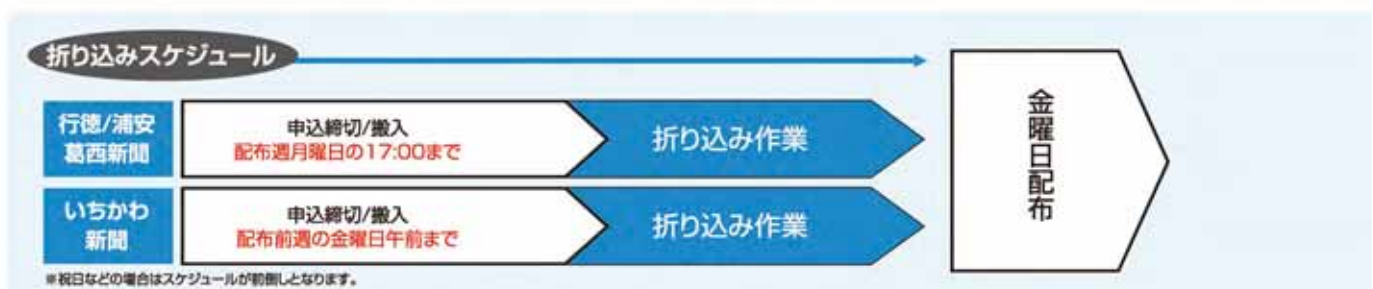 折り込みスケジュール
行徳/浦安
葛西新聞
申込締切/搬入
配布週月曜日の17:00まで
折り込み作業
いちかわ
新聞
申込締切/搬入
配布前週の金曜日午前まで
折り込み作業
金曜日配布
※祝日などの場合はスケジュールが前倒しとなります。